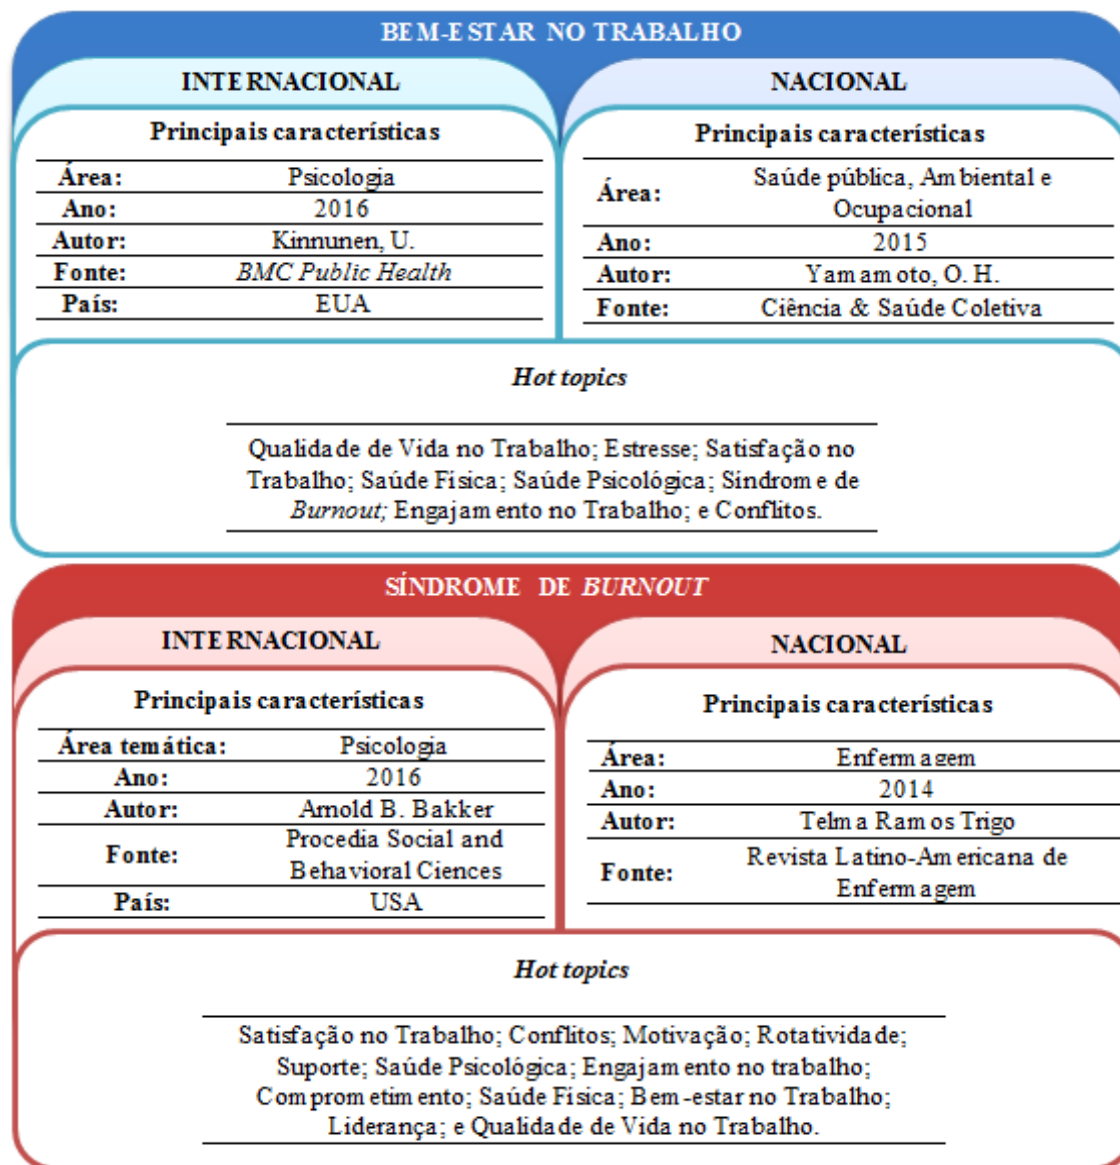 BEM-ESTAR NO TRABALHO
INTERNACIONAL
Principais características
Área: Psicologia
Ano: 2016
Autor: Kinnunen, U.
Fonte: BMC Public Health
País: EUA
NACIONAL
Principais características
Área: Saúde pública, Ambiental e
Ocupacional
Ano: 2015
Autor: Yamamoto, O. H.
Fonte: Ciência & Saúde Coletiva
Hot topics
Qualidade de Vida no Trabalho; Estresse; Satisfação no
Trabalho; Saúde Física; Saúde Psicológica; Síndrome de
Burnout; Engajamento no Trabalho; e Conflitos.
SÍNDROME DE BURNOUT
INTERNACIONAL
Principais características
Área temática: Psicologia
Ano: 2016
Autor: Arnold B. Bakker
Fonte: Procedia Social and
Behavioral Ciences
País: USA
NACIONAL
Principais características
Área: Enfermagem
Ano: 2014
Autor: Telma Ramos Trigo
Fonte: Revista Latino-Americana de
Enfermagem
Hot topics
Satisfação no Trabalho; Conflitos; Motivação; Rotatividade;
Suporte; Saúde Psicológica; Engajamento no trabalho;
Comprometimento; Saúde Física; Bem-estar no Trabalho;
Liderança; e Qualidade de Vida no Trabalho.